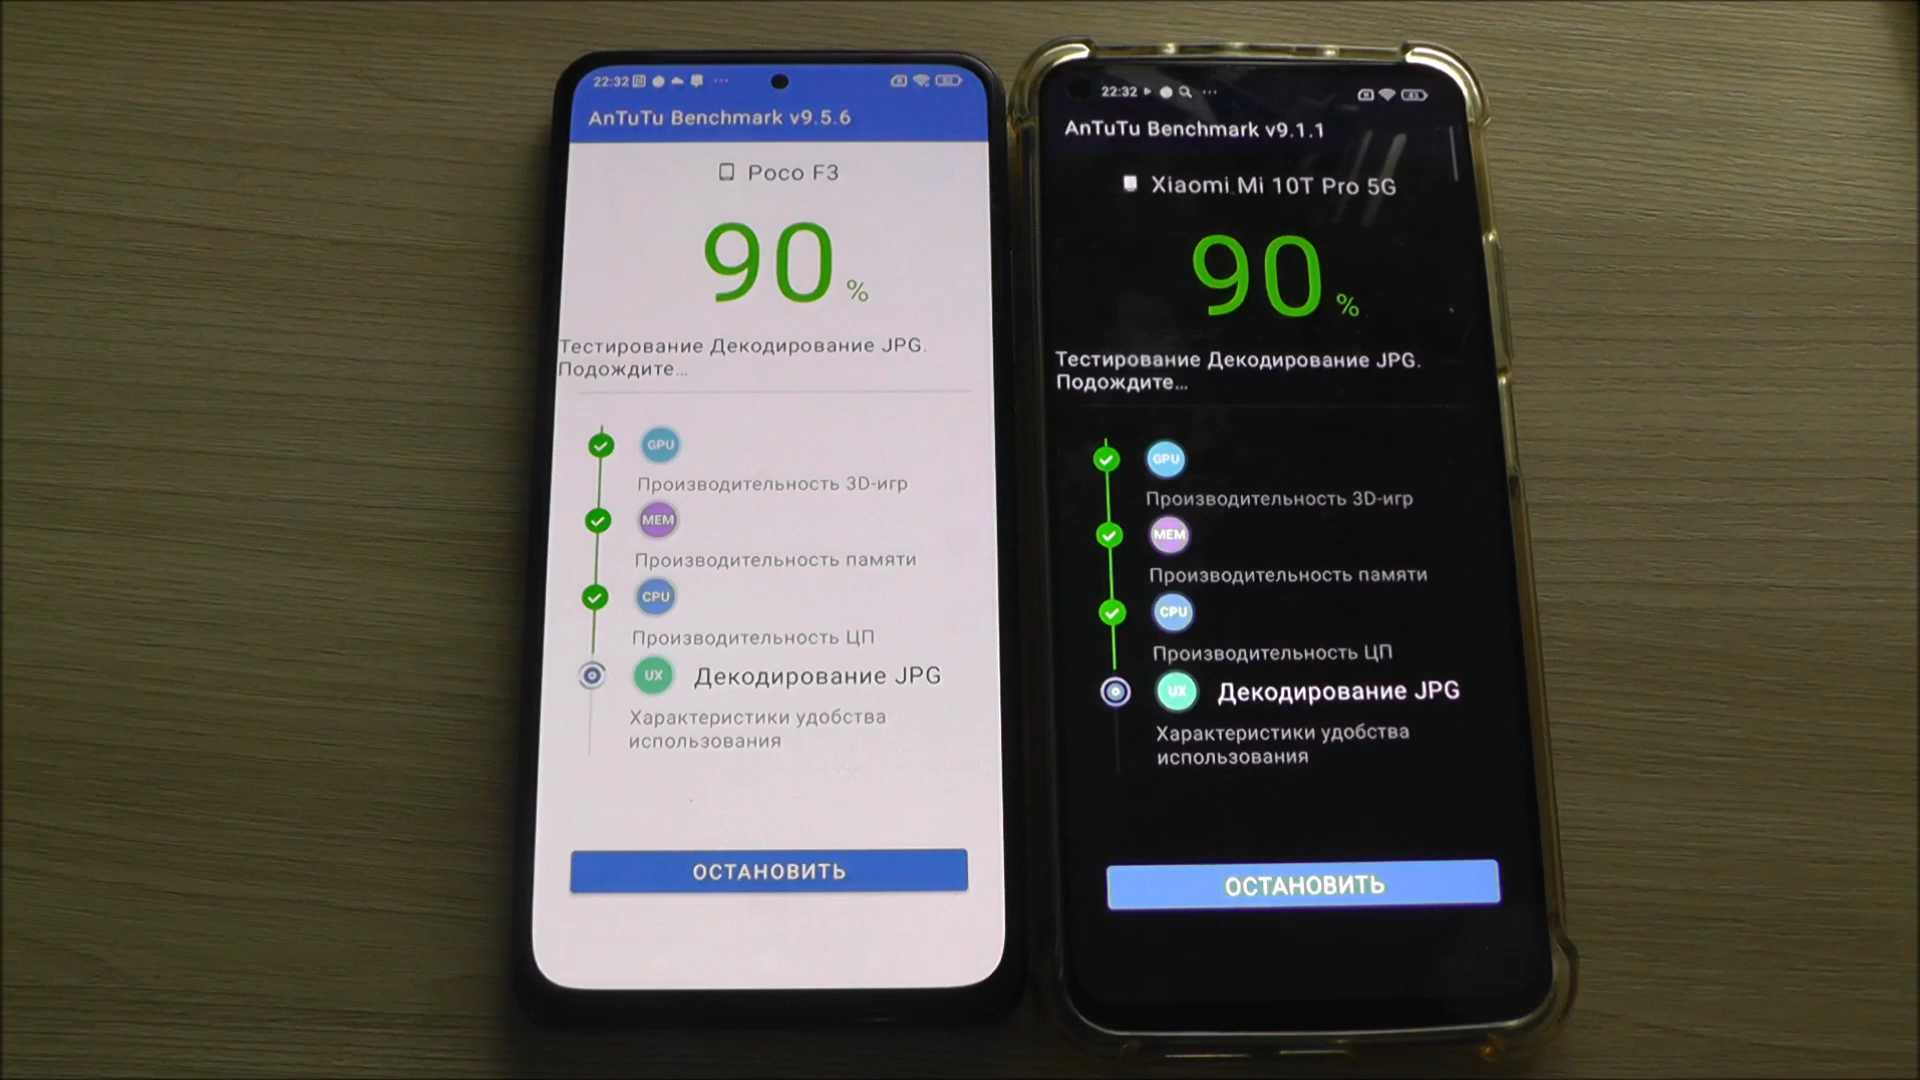 22:32
AnTuTu Benchmark v9.5.6
Poco F3
90 %
Тестирование Декодирование JPG.
Подождите...
GPU
Производительность 3D-игр
MEM
Производительность памяти
CPU
Производительность ЦП
UX Декодирование JPG
Характеристики удобства
использования
ОСТАНОВИТЬ
22:32
AnTuTu Benchmark v9.1.1
Xiaomi Mi 10T Pro 5G
90 %
Тестирование Декодирование JPG.
Подождите...
GPU
Производительность 3D-игр
MEM
Производительность памяти
CPU
Производительность ЦП
UX Декодирование JPG
Характеристики удобства
использования
ОСТАНОВИТЬ